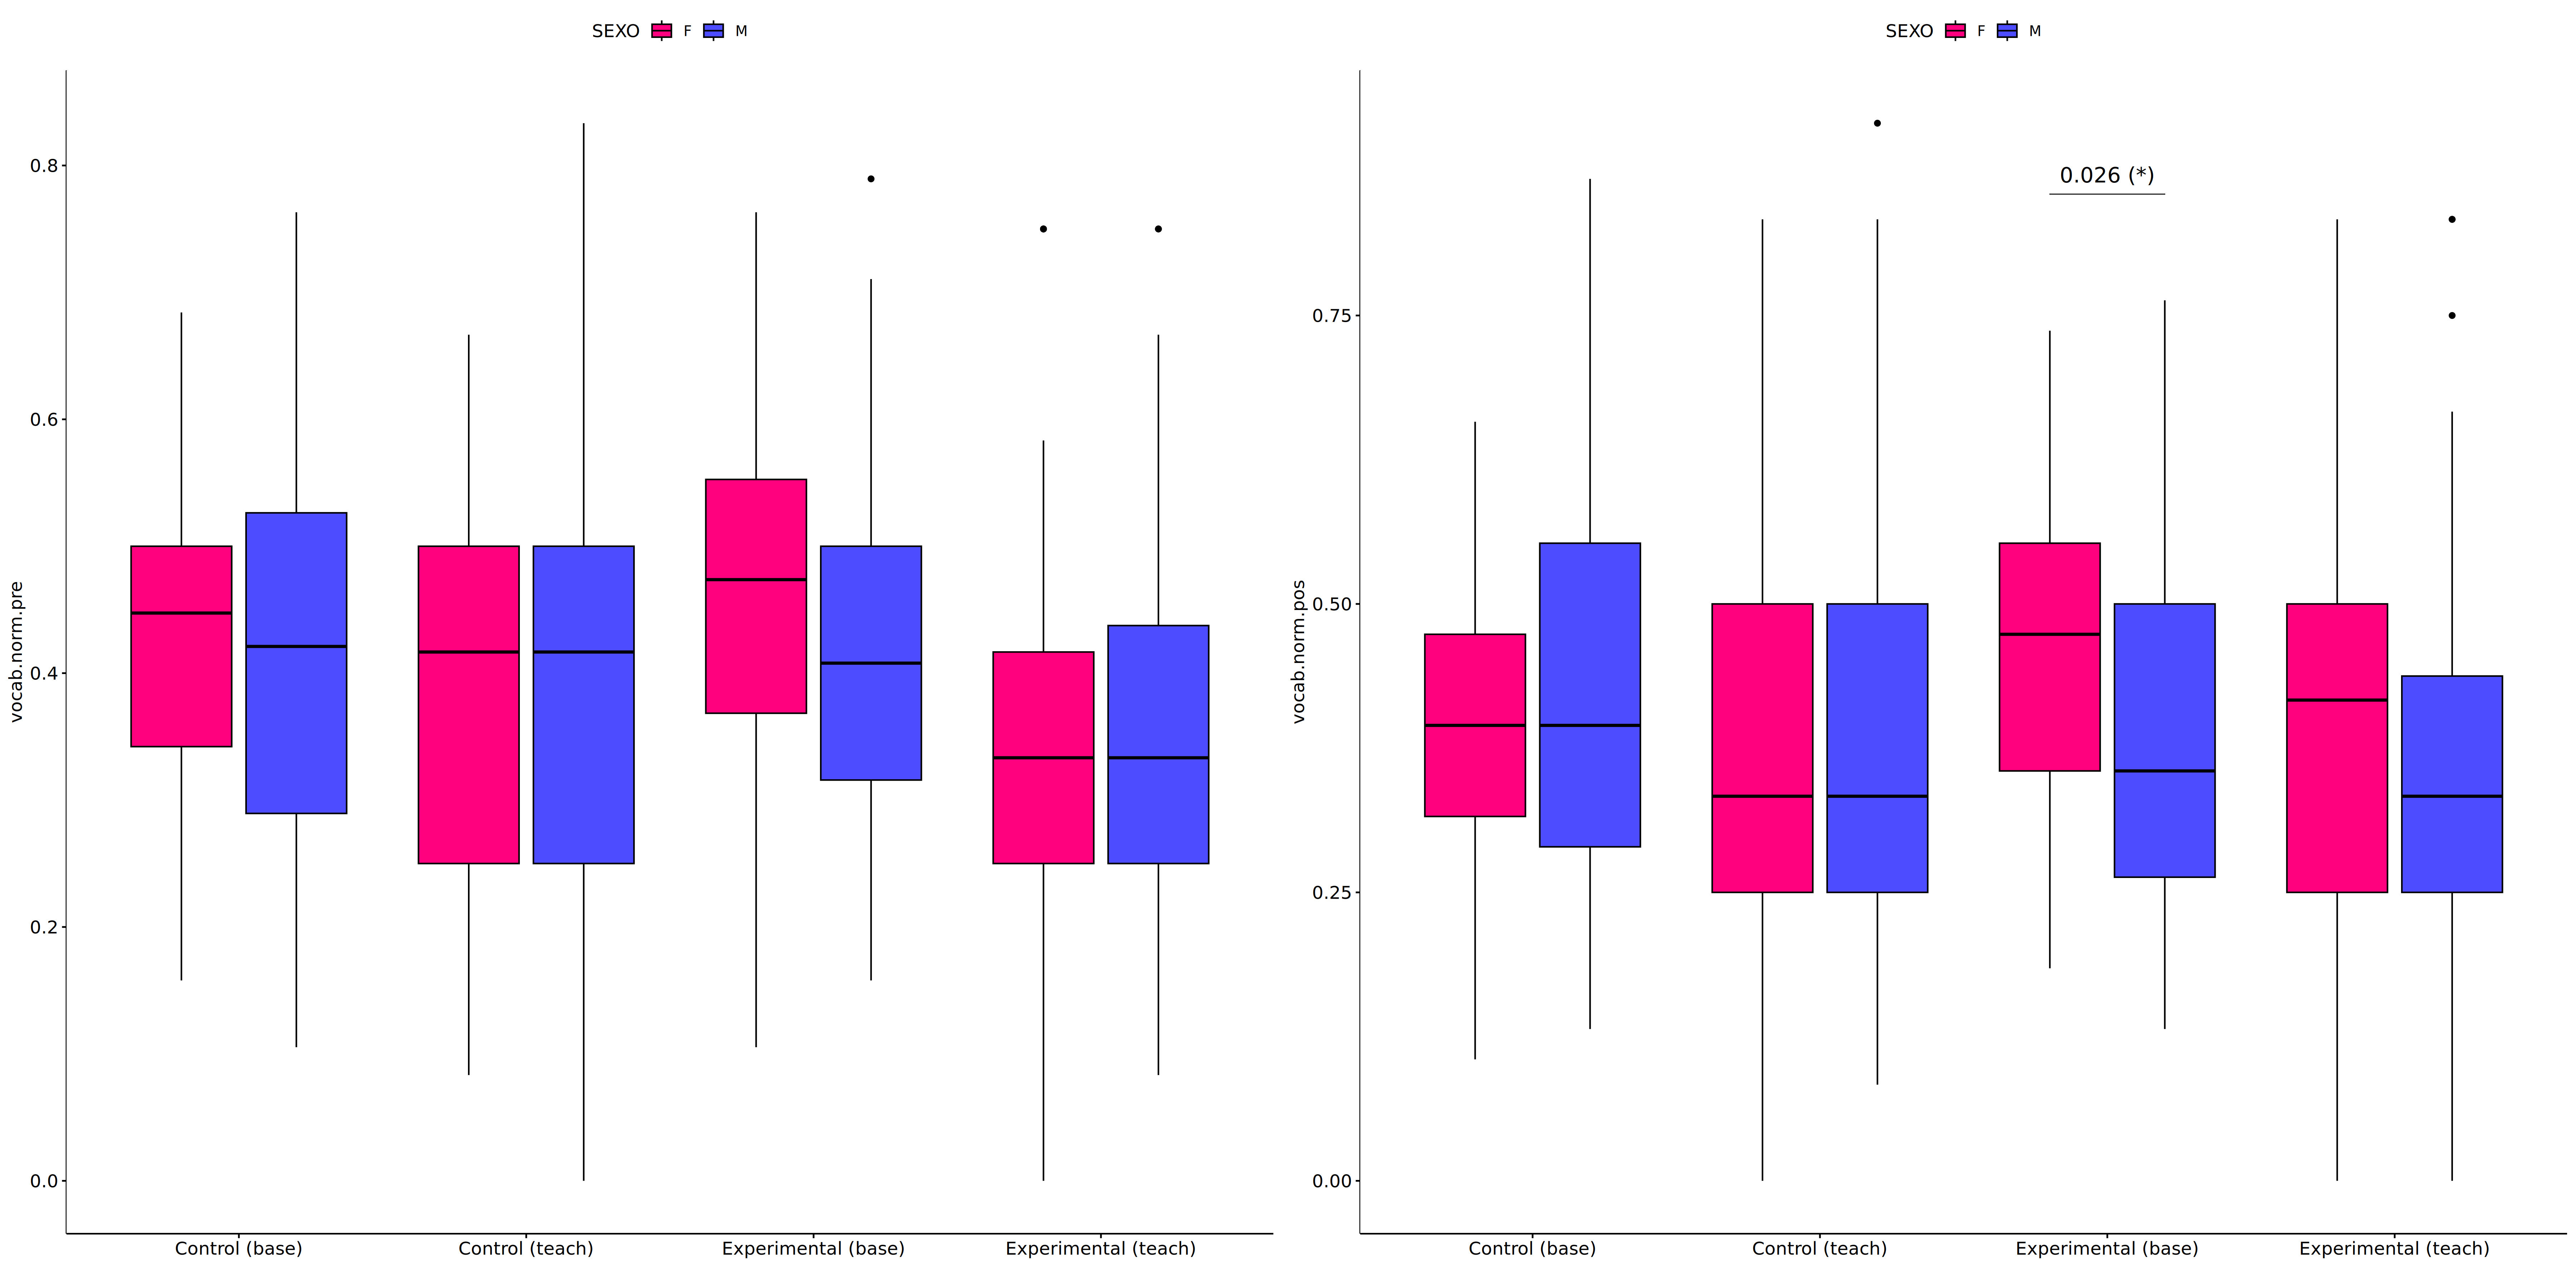 SEXO F M
vocab.norm.pre
0.8
0.6
0.4
0.2
0.0
Control (base) Control (teach) Experimental (base) Experimental (teach)
SEXO F M
vocab.norm.pos
0.026 (*)
0.75
0.50
0.25
0.00
Control (base) Control (teach) Experimental (base) Experimental (teach)